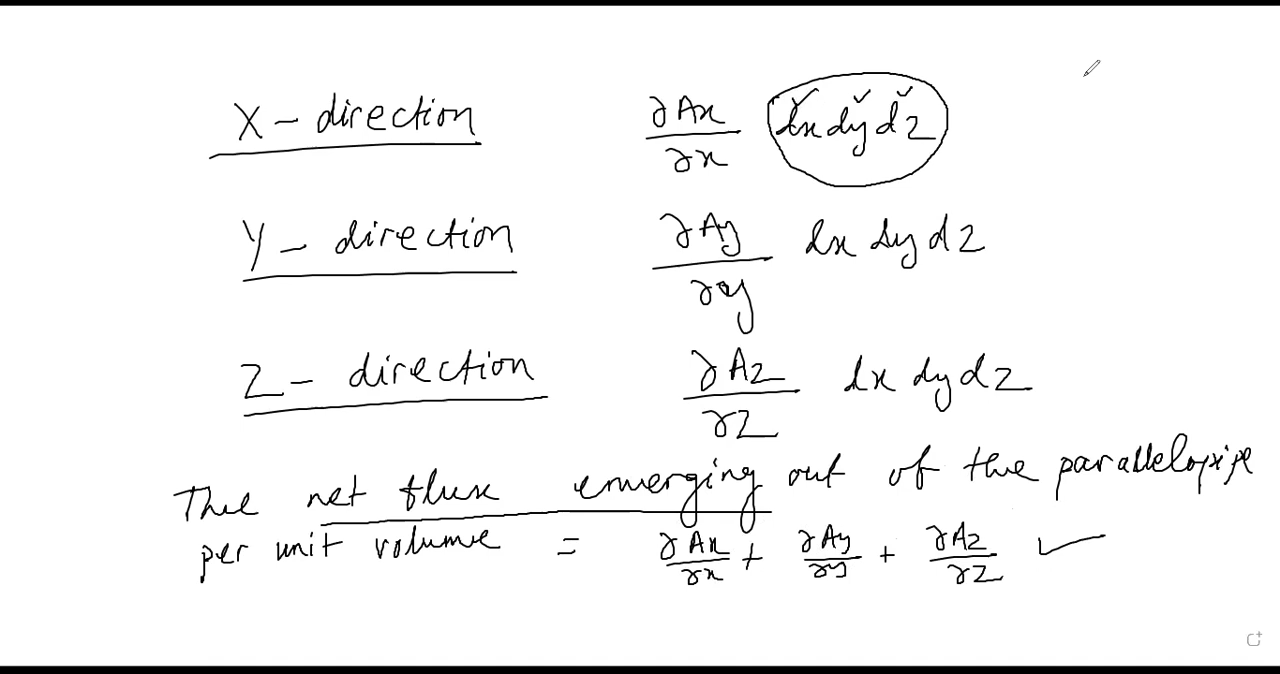 X – direction ∂Ax/∂x dx dy dz
Y – direction ∂Ay/∂y dx dy dz
Z – direction ∂Az/∂z dx dy dz
The net flux emerging out of the parallelopipe
per unit volume = ∂Ax/∂x + ∂Ay/∂y + ∂Az/∂z